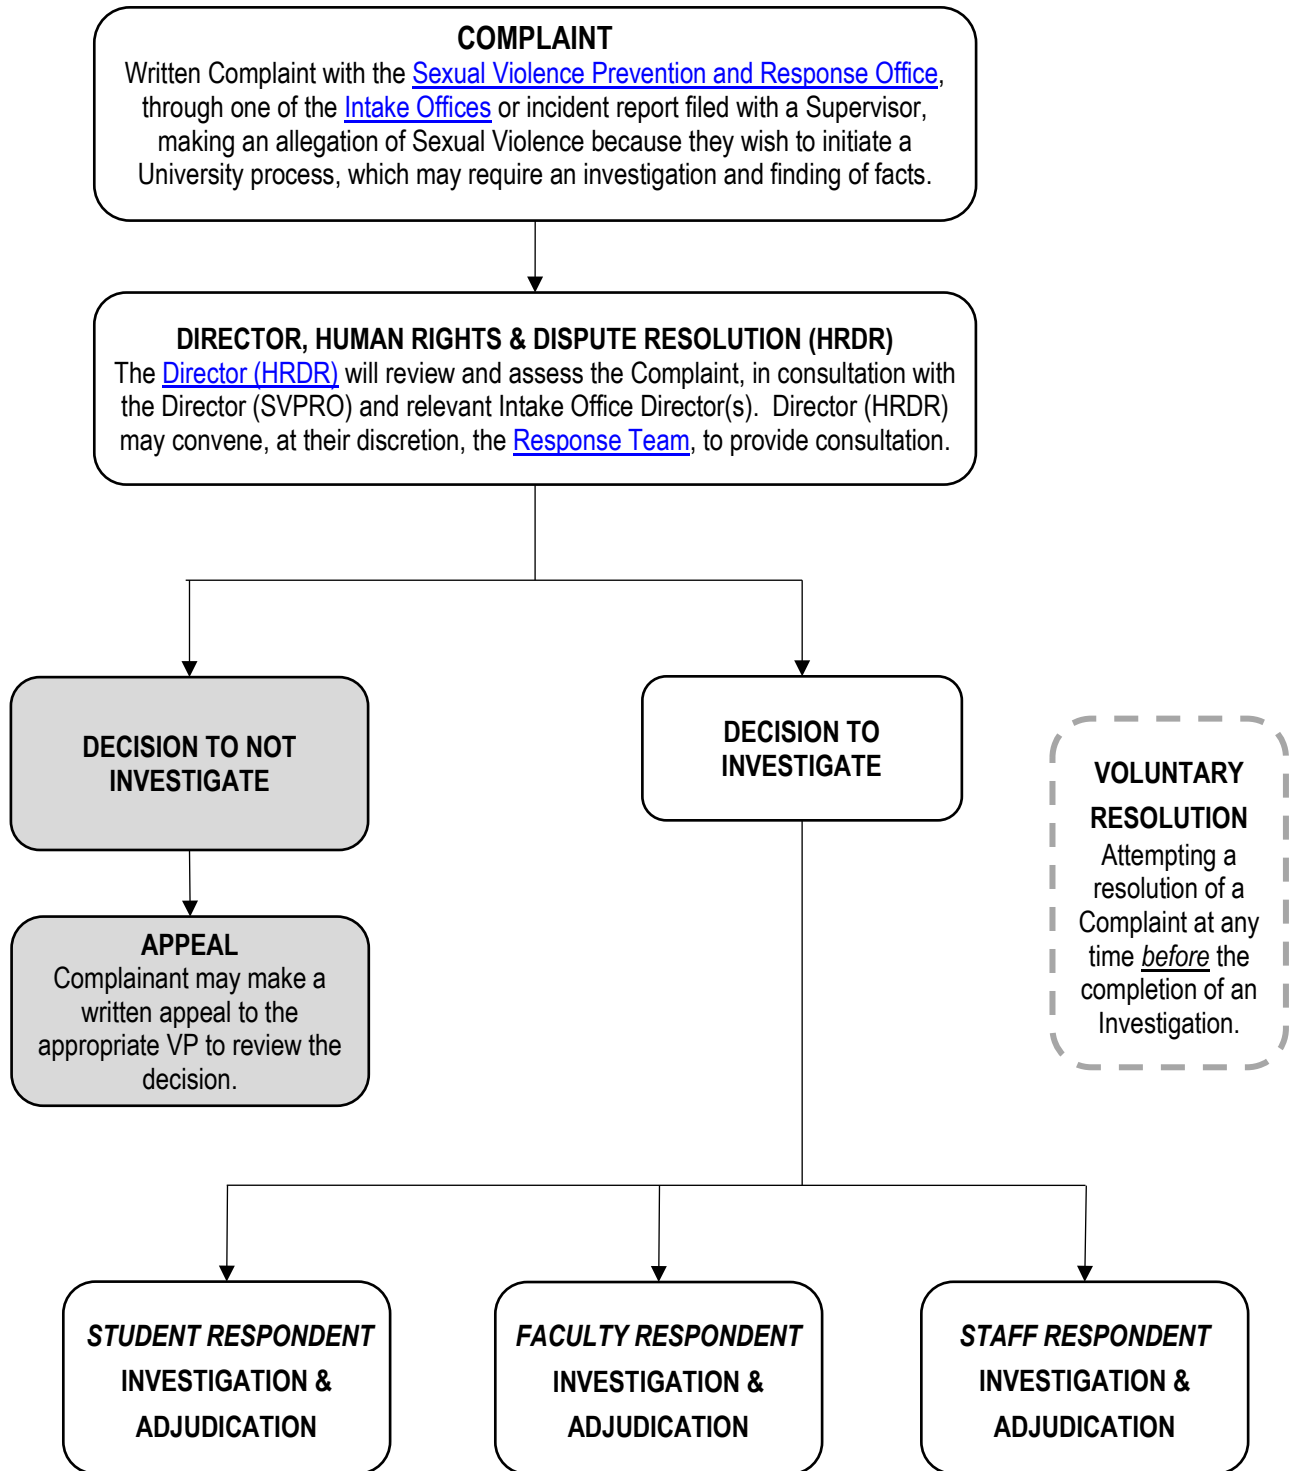 COMPLAINT
Written Complaint with the Sexual Violence Prevention and Response Office,
through one of the Intake Offices or incident report filed with a Supervisor,
making an allegation of Sexual Violence because they wish to initiate a
University process, which may require an investigation and finding of facts.
DIRECTOR, HUMAN RIGHTS & DISPUTE RESOLUTION (HRDR)
The Director (HRDR) will review and assess the Complaint, in consultation with
the Director (SVPRO) and relevant Intake Office Director(s).  Director (HRDR)
may convene, at their discretion, the Response Team, to provide consultation.
DECISION TO NOT
INVESTIGATE
DECISION TO
INVESTIGATE
VOLUNTARY
RESOLUTION
Attempting a
resolution of a
Complaint at any
time before the
completion of an
Investigation.
APPEAL
Complainant may make a
written appeal to the
appropriate VP to review the
decision.
STUDENT RESPONDENT
INVESTIGATION &
ADJUDICATION
FACULTY RESPONDENT
INVESTIGATION &
ADJUDICATION
STAFF RESPONDENT
INVESTIGATION &
ADJUDICATION